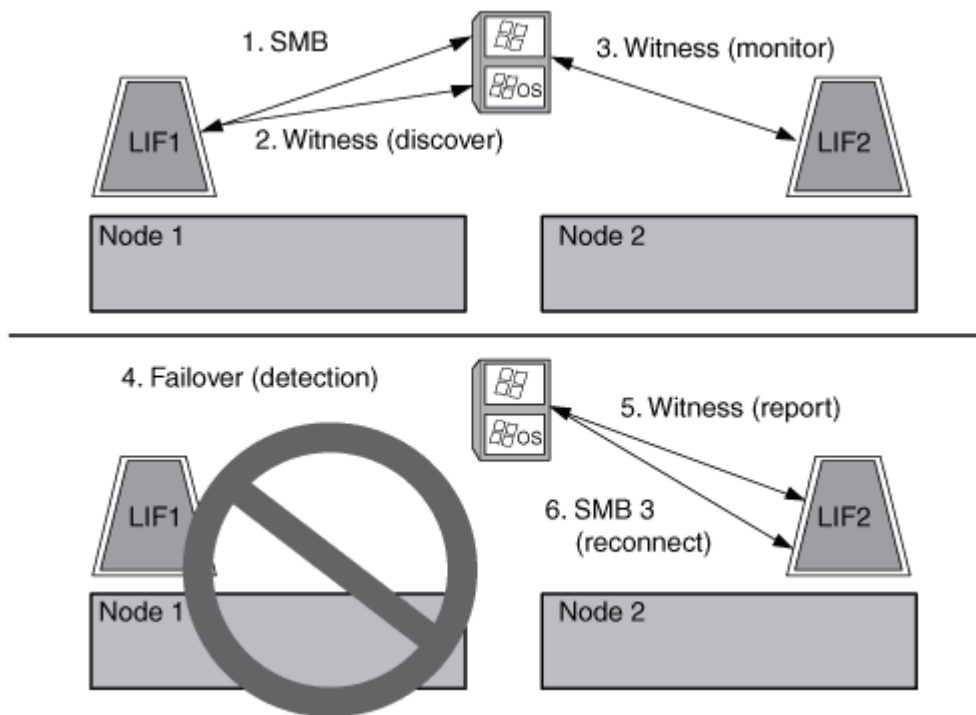 1. SMB
3. Witness (monitor)
LIF1
OS
2. Witness (discover)
LIF2
Node 1
Node 2
4. Failover (detection)
5. Witness (report)
OS
LIF1
6. SMB 3
(reconnect)
LIF2
Node 1
Node 2